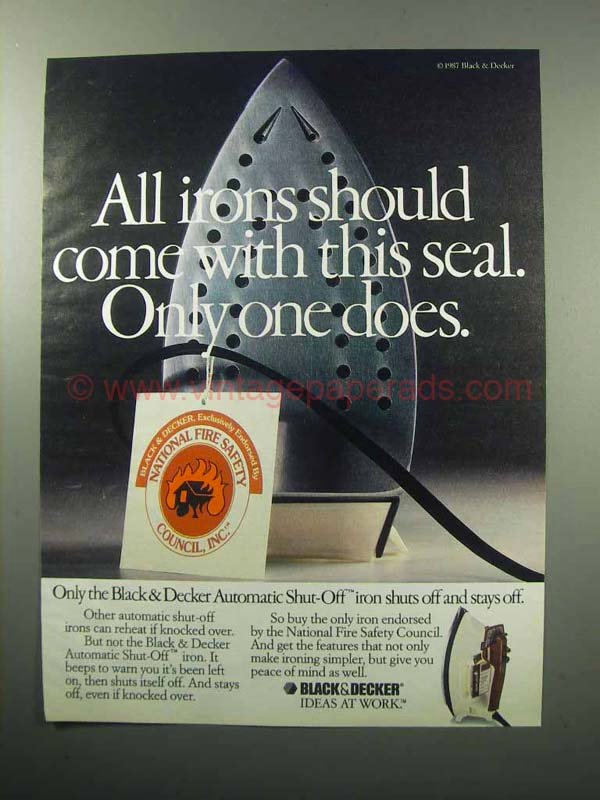 © 1987 Black & Decker
All irons should
come with this seal.
Only one does.
© www.vintagepaperads.com
BLACK & DECKER, Exclusively Endorsed By
NATIONAL FIRE SAFETY
COUNCIL, INC.™
Only the Black & Decker Automatic Shut-Off™ iron shuts off and stays off.
Other automatic shut-off
irons can reheat if knocked over.
But not the Black & Decker
Automatic Shut-Off™ iron. It
beeps to warn you it's been left
on, then shuts itself off. And stays
off, even if knocked over.
So buy the only iron endorsed
by the National Fire Safety Council.
And get the features that not only
make ironing simpler, but give you
peace of mind as well.
BLACK & DECKER®
IDEAS AT WORK.™